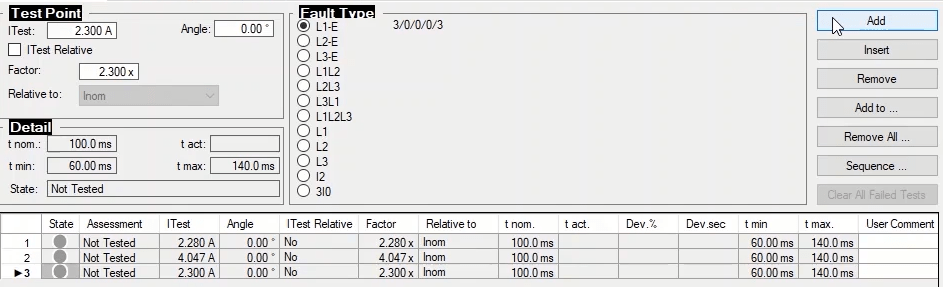 Test Point
ITest: 2.300 A Angle: 0.00 °
ITest Relative
Factor: 2.300 x
Relative to: Inom
Detail
t nom.: 100.0 ms t act:
t min: 60.00 ms t max: 140.0 ms
State: Not Tested
Fault Type
L1-E 3/0/0/0/3
L2-E
L3-E
L1L2
L2L3
L3L1
L1L2L3
L1
L2
L3
I2
3I0
Add
Insert
Remove
Add to ...
Remove All ...
Sequence ...
Clear All Failed Tests
State Assessment ITest Angle ITest Relative Factor Relative to t nom. t act. Dev.% Dev.sec t min t max. User Comment
1 Not Tested 2.280 A 0.00 ° No 2.280 x Inom 100.0 ms 60.00 ms 140.0 ms
2 Not Tested 4.047 A 0.00 ° No 4.047 x Inom 100.0 ms 60.00 ms 140.0 ms
►3 Not Tested 2.300 A 0.00 ° No 2.300 x Inom 100.0 ms 60.00 ms 140.0 ms